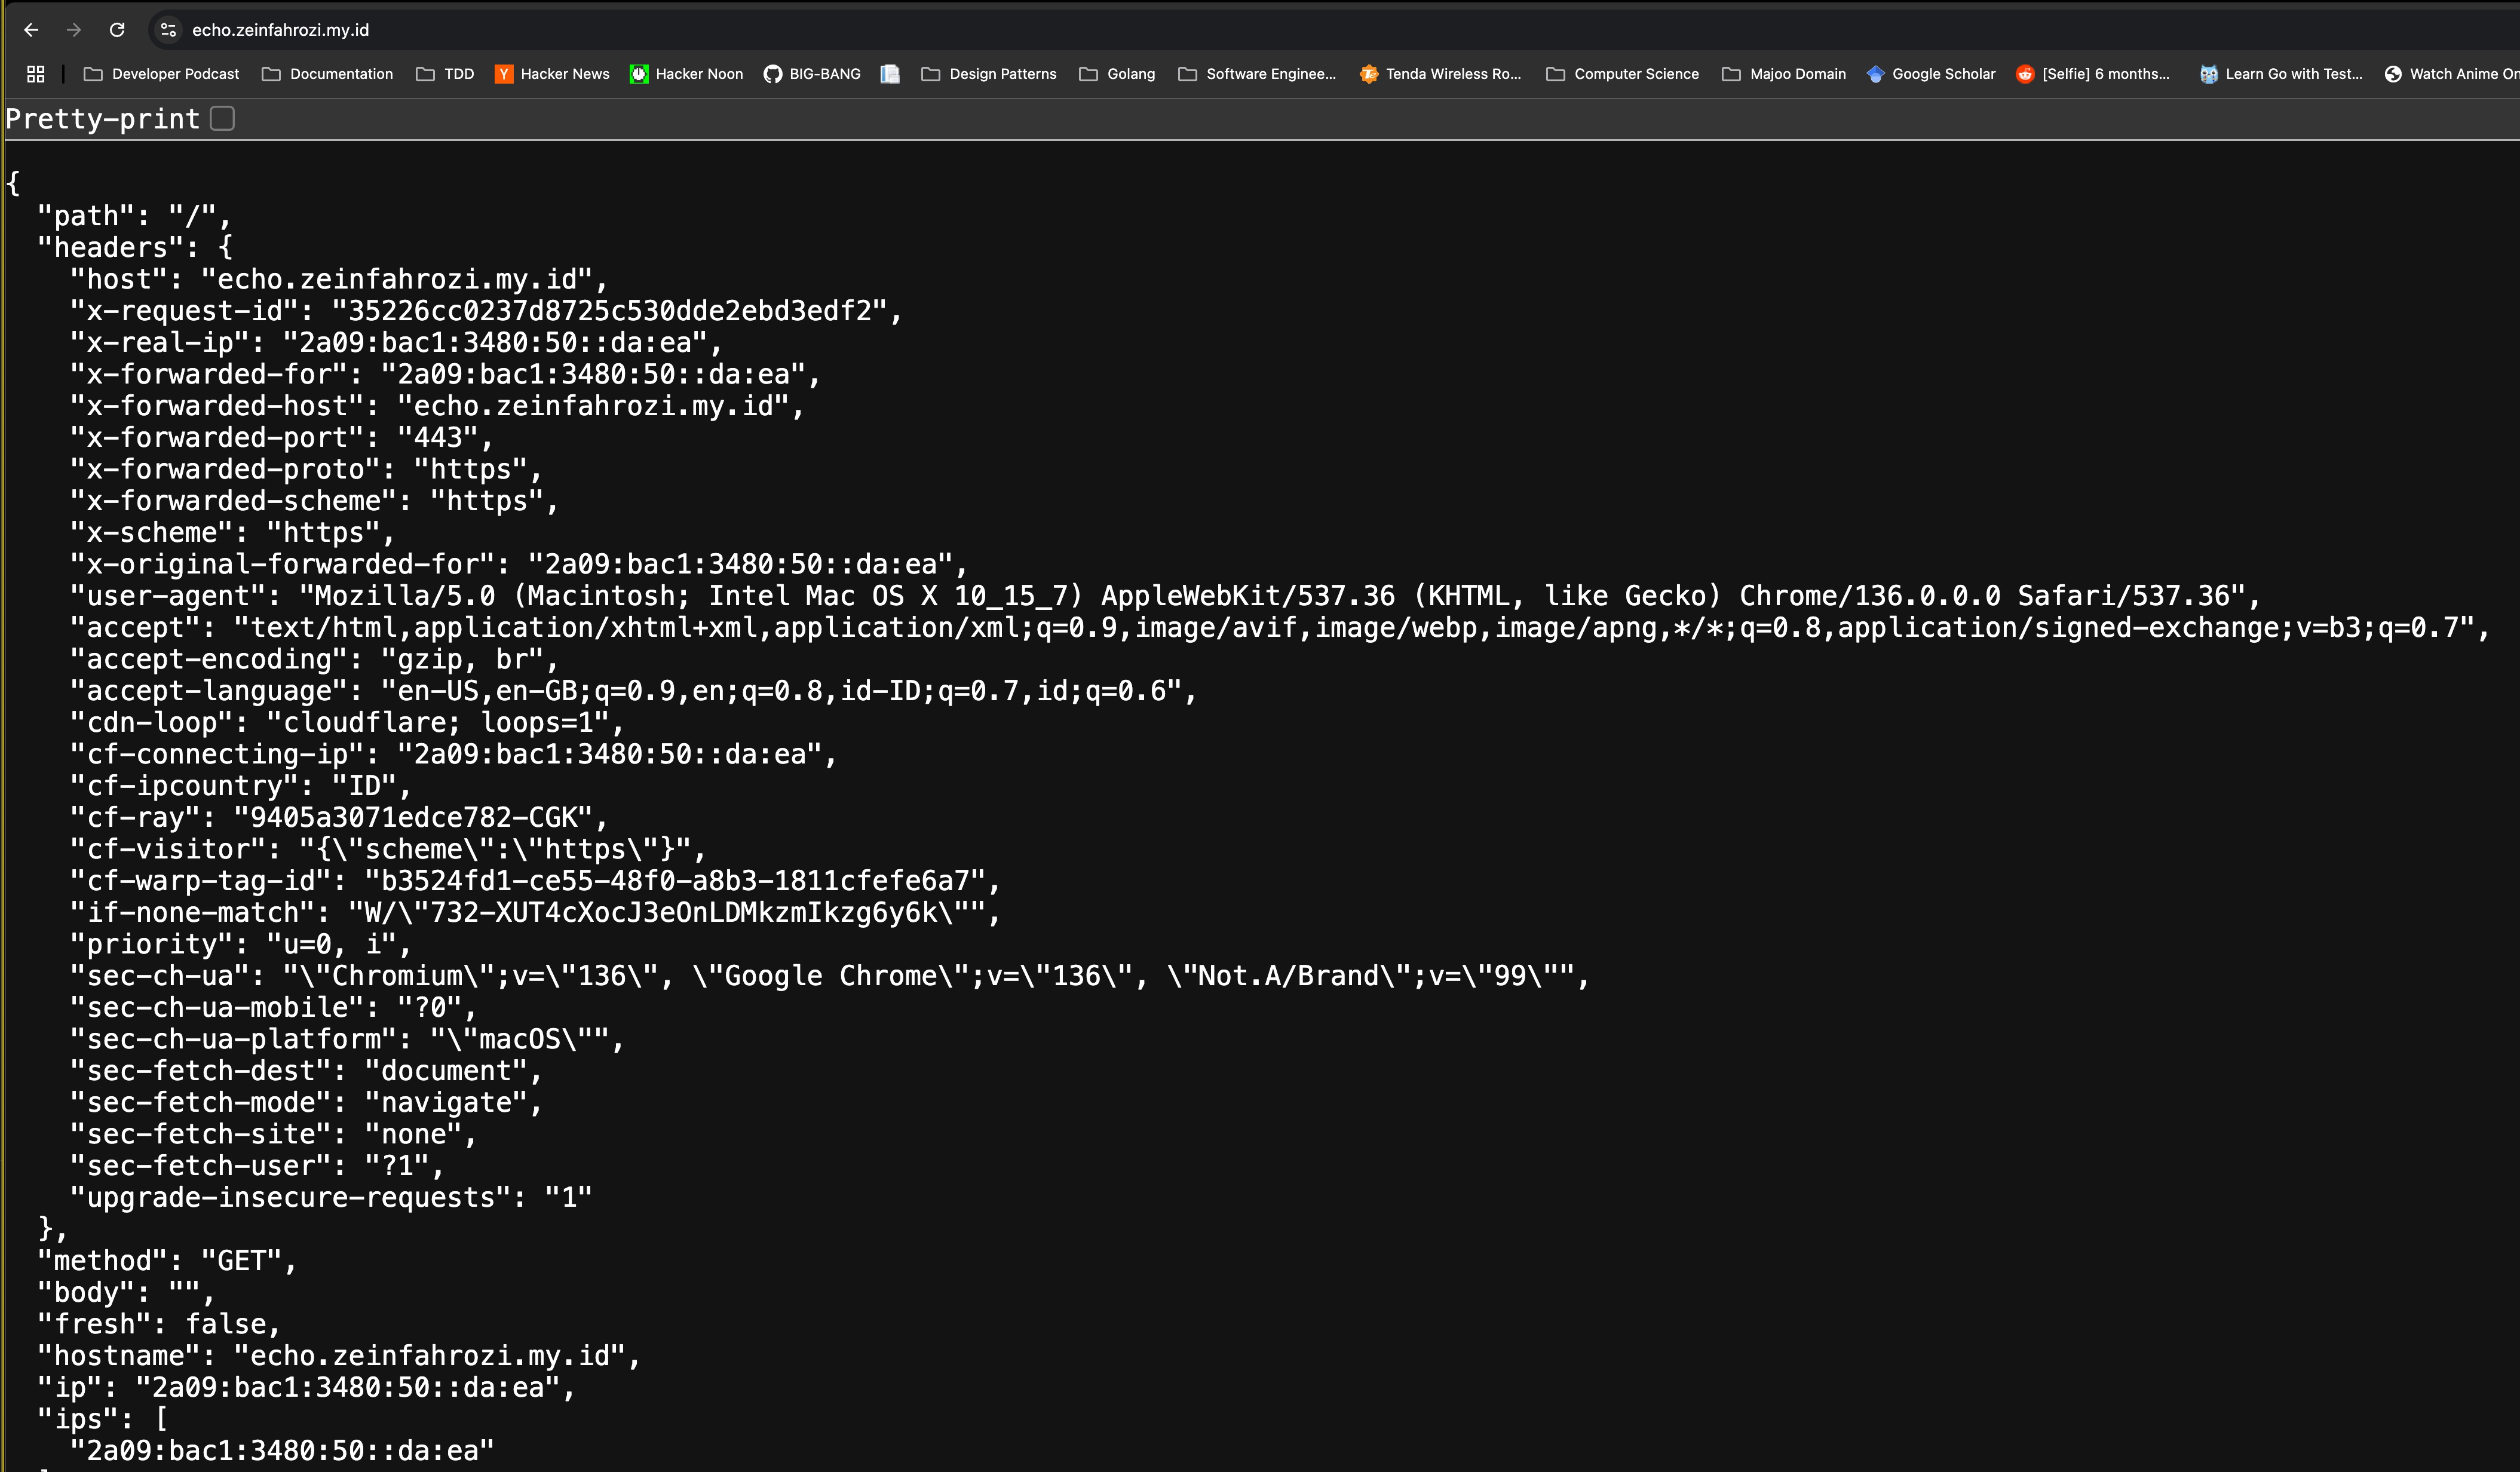 echo.zeinfahrozi.my.id
Developer Podcast Documentation TDD Hacker News Hacker Noon BIG-BANG Design Patterns Golang Software Enginee... Tenda Wireless Ro... Computer Science Majoo Domain Google Scholar [Selfie] 6 months... Learn Go with Test... Watch Anime On
Pretty-print
{
  "path": "/",
  "headers": {
    "host": "echo.zeinfahrozi.my.id",
    "x-request-id": "35226cc0237d8725c530dde2ebd3edf2",
    "x-real-ip": "2a09:bac1:3480:50::da:ea",
    "x-forwarded-for": "2a09:bac1:3480:50::da:ea",
    "x-forwarded-host": "echo.zeinfahrozi.my.id",
    "x-forwarded-port": "443",
    "x-forwarded-proto": "https",
    "x-forwarded-scheme": "https",
    "x-scheme": "https",
    "x-original-forwarded-for": "2a09:bac1:3480:50::da:ea",
    "user-agent": "Mozilla/5.0 (Macintosh; Intel Mac OS X 10_15_7) AppleWebKit/537.36 (KHTML, like Gecko) Chrome/136.0.0.0 Safari/537.36",
    "accept": "text/html,application/xhtml+xml,application/xml;q=0.9,image/avif,image/webp,image/apng,*/*;q=0.8,application/signed-exchange;v=b3;q=0.7",
    "accept-encoding": "gzip, br",
    "accept-language": "en-US,en-GB;q=0.9,en;q=0.8,id-ID;q=0.7,id;q=0.6",
    "cdn-loop": "cloudflare; loops=1",
    "cf-connecting-ip": "2a09:bac1:3480:50::da:ea",
    "cf-ipcountry": "ID",
    "cf-ray": "9405a3071edce782-CGK",
    "cf-visitor": "{\"scheme\":\"https\"}",
    "cf-warp-tag-id": "b3524fd1-ce55-48f0-a8b3-1811cfefe6a7",
    "if-none-match": "W/\"732-XUT4cXocJ3eOnLDMkzmIkzg6y6k\"",
    "priority": "u=0, i",
    "sec-ch-ua": "\"Chromium\";v=\"136\", \"Google Chrome\";v=\"136\", \"Not.A/Brand\";v=\"99\"",
    "sec-ch-ua-mobile": "?0",
    "sec-ch-ua-platform": "\"macOS\"",
    "sec-fetch-dest": "document",
    "sec-fetch-mode": "navigate",
    "sec-fetch-site": "none",
    "sec-fetch-user": "?1",
    "upgrade-insecure-requests": "1"
  },
  "method": "GET",
  "body": "",
  "fresh": false,
  "hostname": "echo.zeinfahrozi.my.id",
  "ip": "2a09:bac1:3480:50::da:ea",
  "ips": [
    "2a09:bac1:3480:50::da:ea"